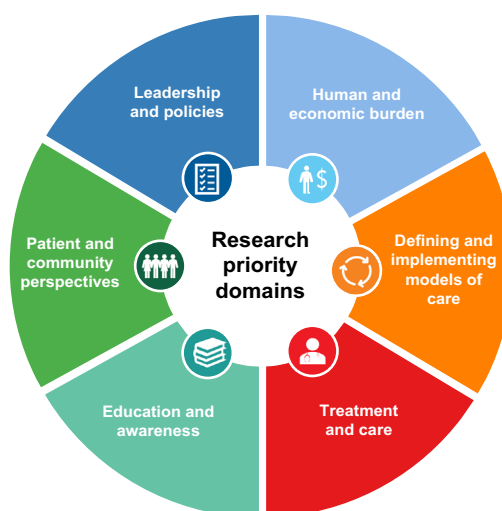 Leadership
and policies
Human and
economic burden
$
Patient and
community
perspectives
Research
priority
domains
Defining and
implementing
models of
care
Education and
awareness
Treatment
and care